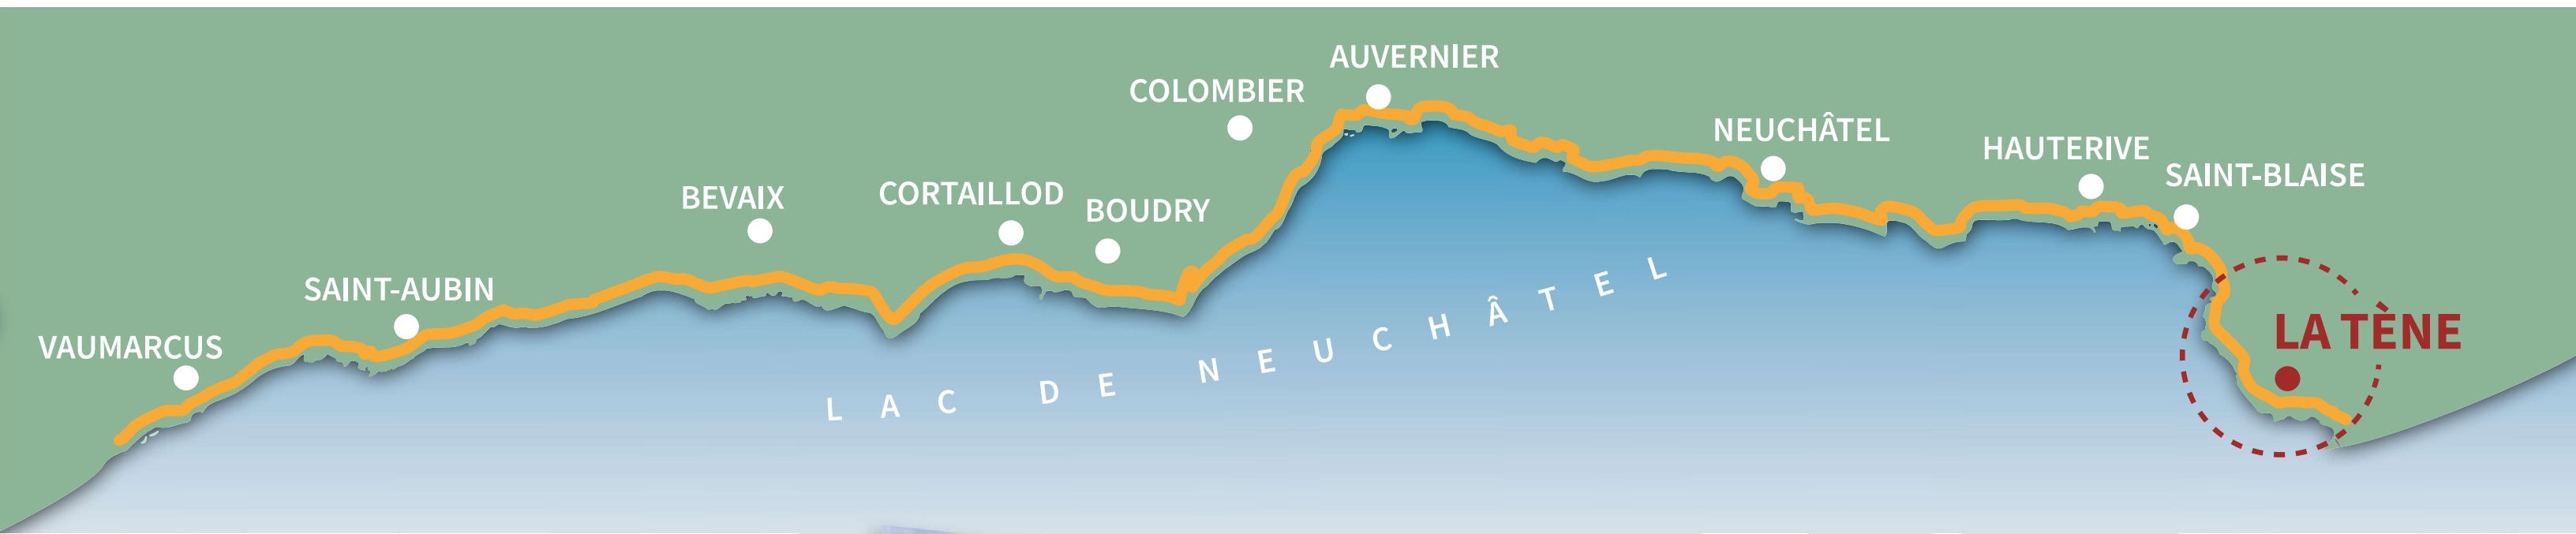 VAUMARCUS
SAINT-AUBIN
BEVAIX
CORTAILLOD
BOUDRY
COLOMBIER
AUVERNIER
NEUCHÂTEL
HAUTERIVE
SAINT-BLAISE
LA TÈNE
LAC DE NEUCHÂTEL